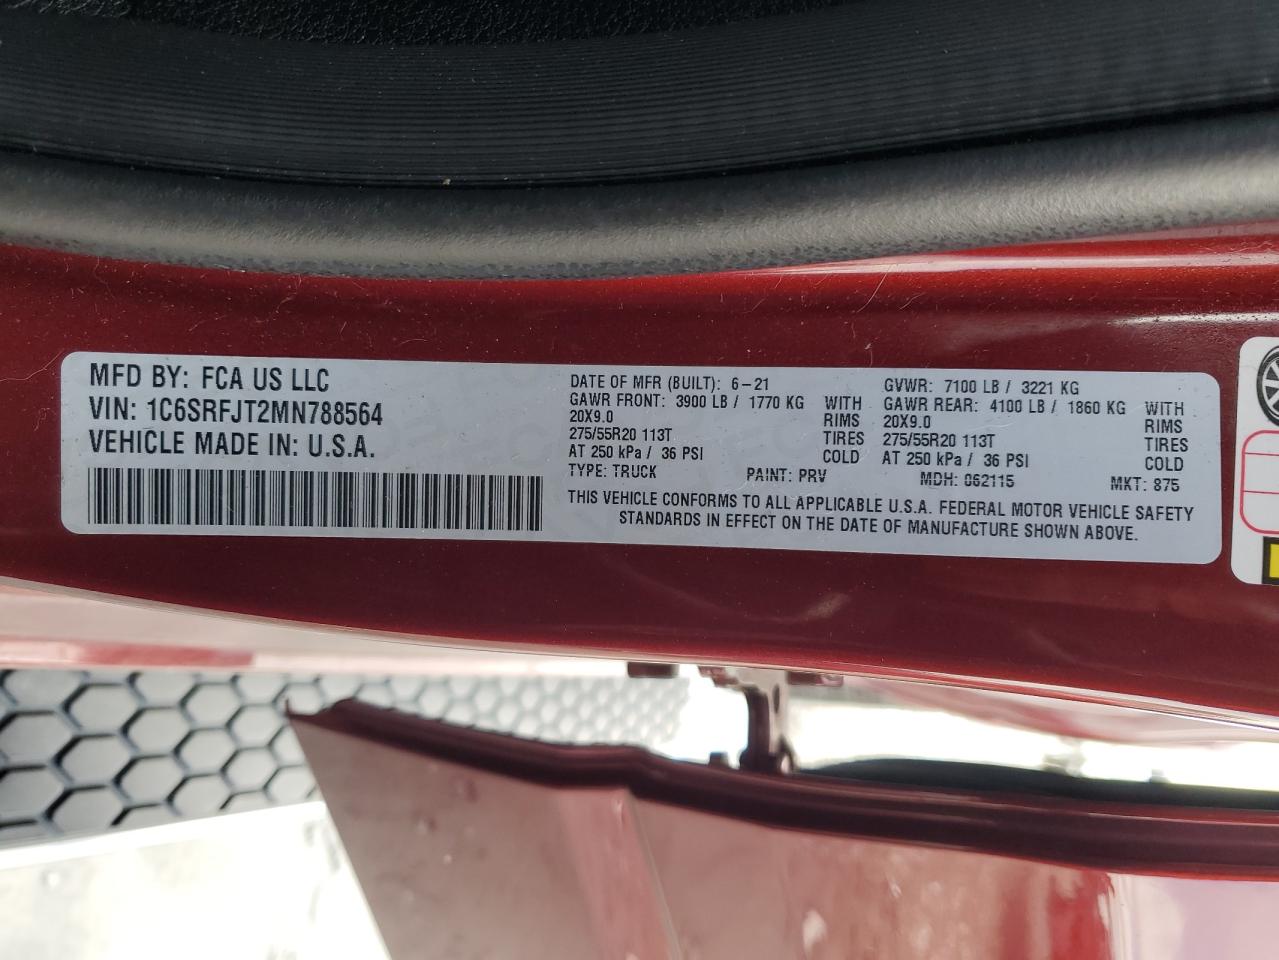 MFD BY: FCA US LLC
VIN: 1C6SRFJT2MN788564
VEHICLE MADE IN: U.S.A.
DATE OF MFR (BUILT): 6-21
GAWR FRONT: 3900 LB / 1770 KG WITH
20X9.0 RIMS
275/55R20 113T TIRES
AT 250 kPa / 36 PSI COLD
TYPE: TRUCK PAINT: PRV
GVWR: 7100 LB / 3221 KG
GAWR REAR: 4100 LB / 1860 KG WITH
20X9.0 RIMS
275/55R20 113T TIRES
AT 250 kPa / 36 PSI COLD
MDH: 062115 MKT: 875
THIS VEHICLE CONFORMS TO ALL APPLICABLE U.S.A. FEDERAL MOTOR VEHICLE SAFETY
STANDARDS IN EFFECT ON THE DATE OF MANUFACTURE SHOWN ABOVE.